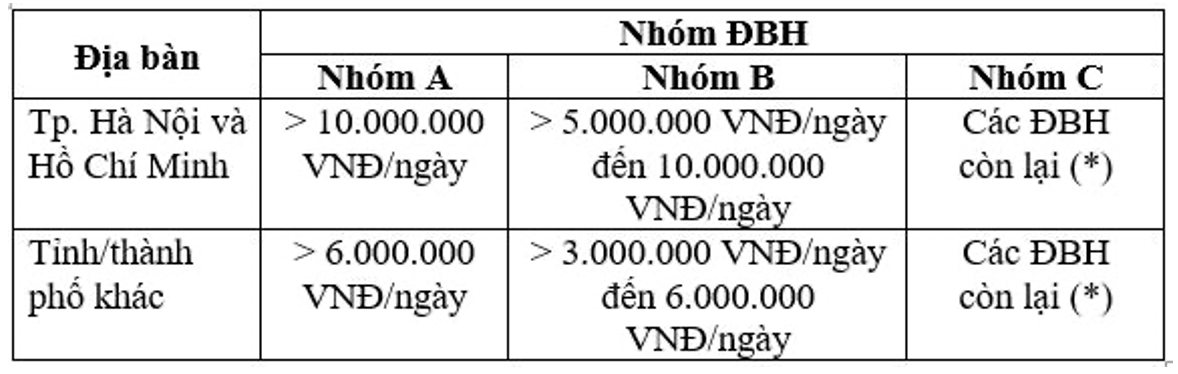 Địa bàn
Nhóm ĐBH
Nhóm A
Nhóm B
Nhóm C
Tp. Hà Nội và
Hồ Chí Minh
> 10.000.000
VNĐ/ngày
> 5.000.000 VNĐ/ngày
đến 10.000.000
VNĐ/ngày
Các ĐBH
còn lại (*)
Tỉnh/thành
phố khác
> 6.000.000
VNĐ/ngày
> 3.000.000 VNĐ/ngày
đến 6.000.000
VNĐ/ngày
Các ĐBH
còn lại (*)